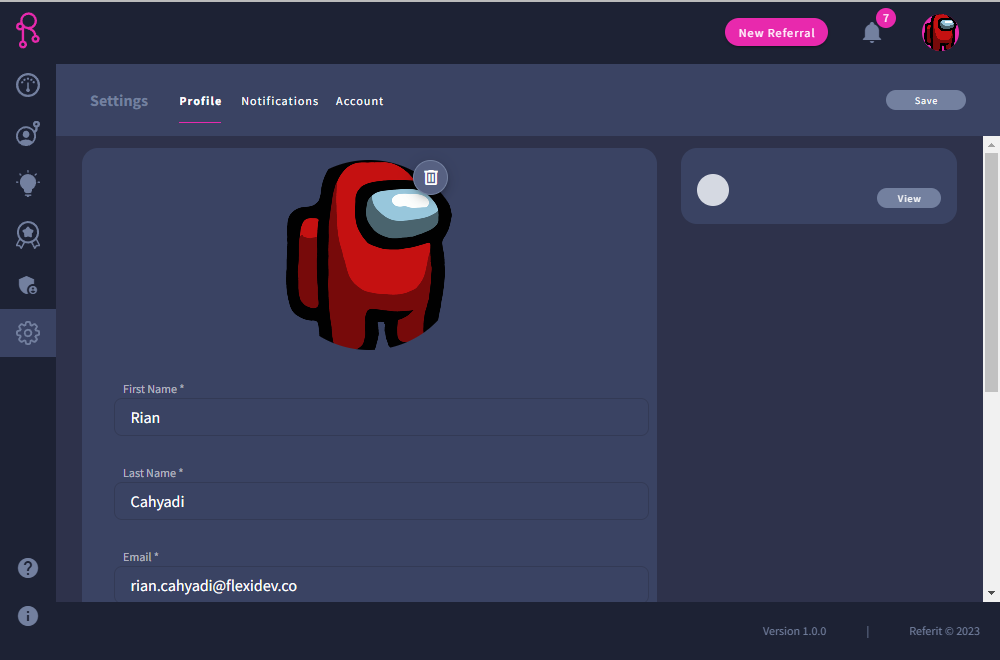 New Referral
7
Settings
Profile
Notifications
Account
Save
View
First Name *
Rian
Last Name *
Cahyadi
Email *
rian.cahyadi@flexidev.co
Version 1.0.0 | Referit © 2023